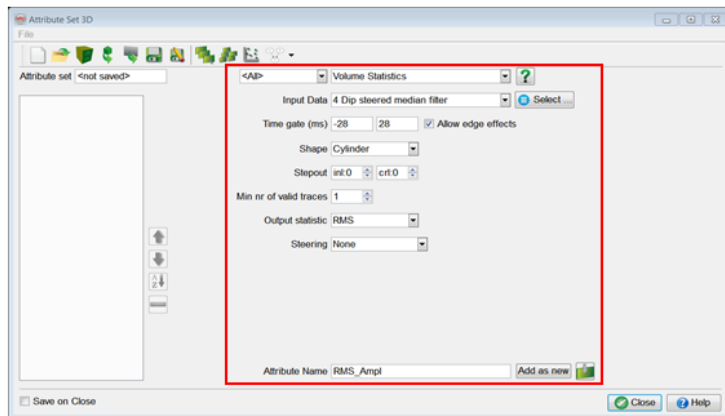 Attribute Set 3D
File
Attribute set <not saved>
<All> Volume Statistics ?
Input Data 4 Dip steered median filter Select ...
Time gate (ms) -28 28 Allow edge effects
Shape Cylinder
Stepout inl:0 crl:0
Min nr of valid traces 1
Output statistic RMS
Steering None
Attribute Name RMS_Ampl Add as new
Save on Close
Close Help